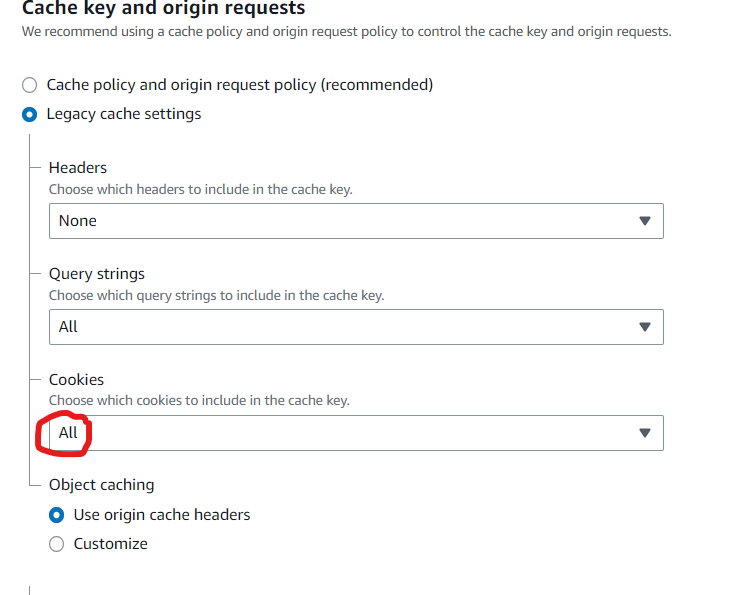 Cache key and origin requests
We recommend using a cache policy and origin request policy to control the cache key and origin requests.
Cache policy and origin request policy (recommended)
Legacy cache settings
Headers
Choose which headers to include in the cache key.
None
Query strings
Choose which query strings to include in the cache key.
All
Cookies
Choose which cookies to include in the cache key.
All
Object caching
Use origin cache headers
Customize